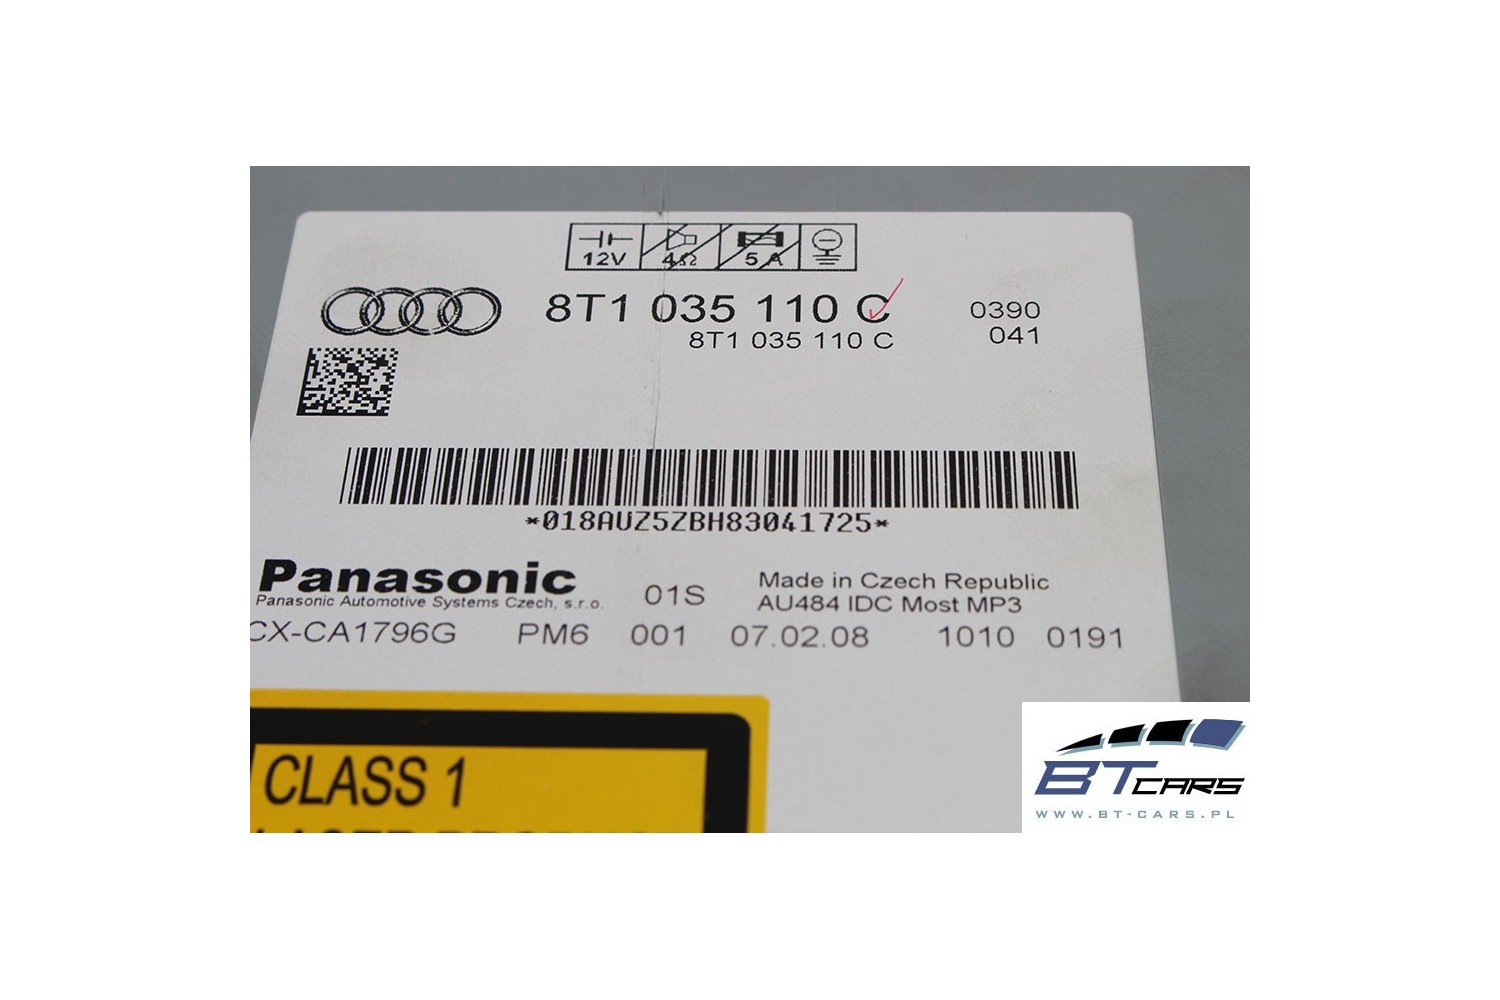 12V 4Ω 5A
8T1 035 110 C 0390
8T1 035 110 C 041
*018AUZ5ZBH83041725*
Panasonic
Panasonic Automotive Systems Czech, s.r.o.
01S
Made in Czech Republic
AU484 IDC Most MP3
CX-CA1796G PM6 001 07.02.08 1010 0191
CLASS 1
BT CARS
WWW.BT-CARS.PL